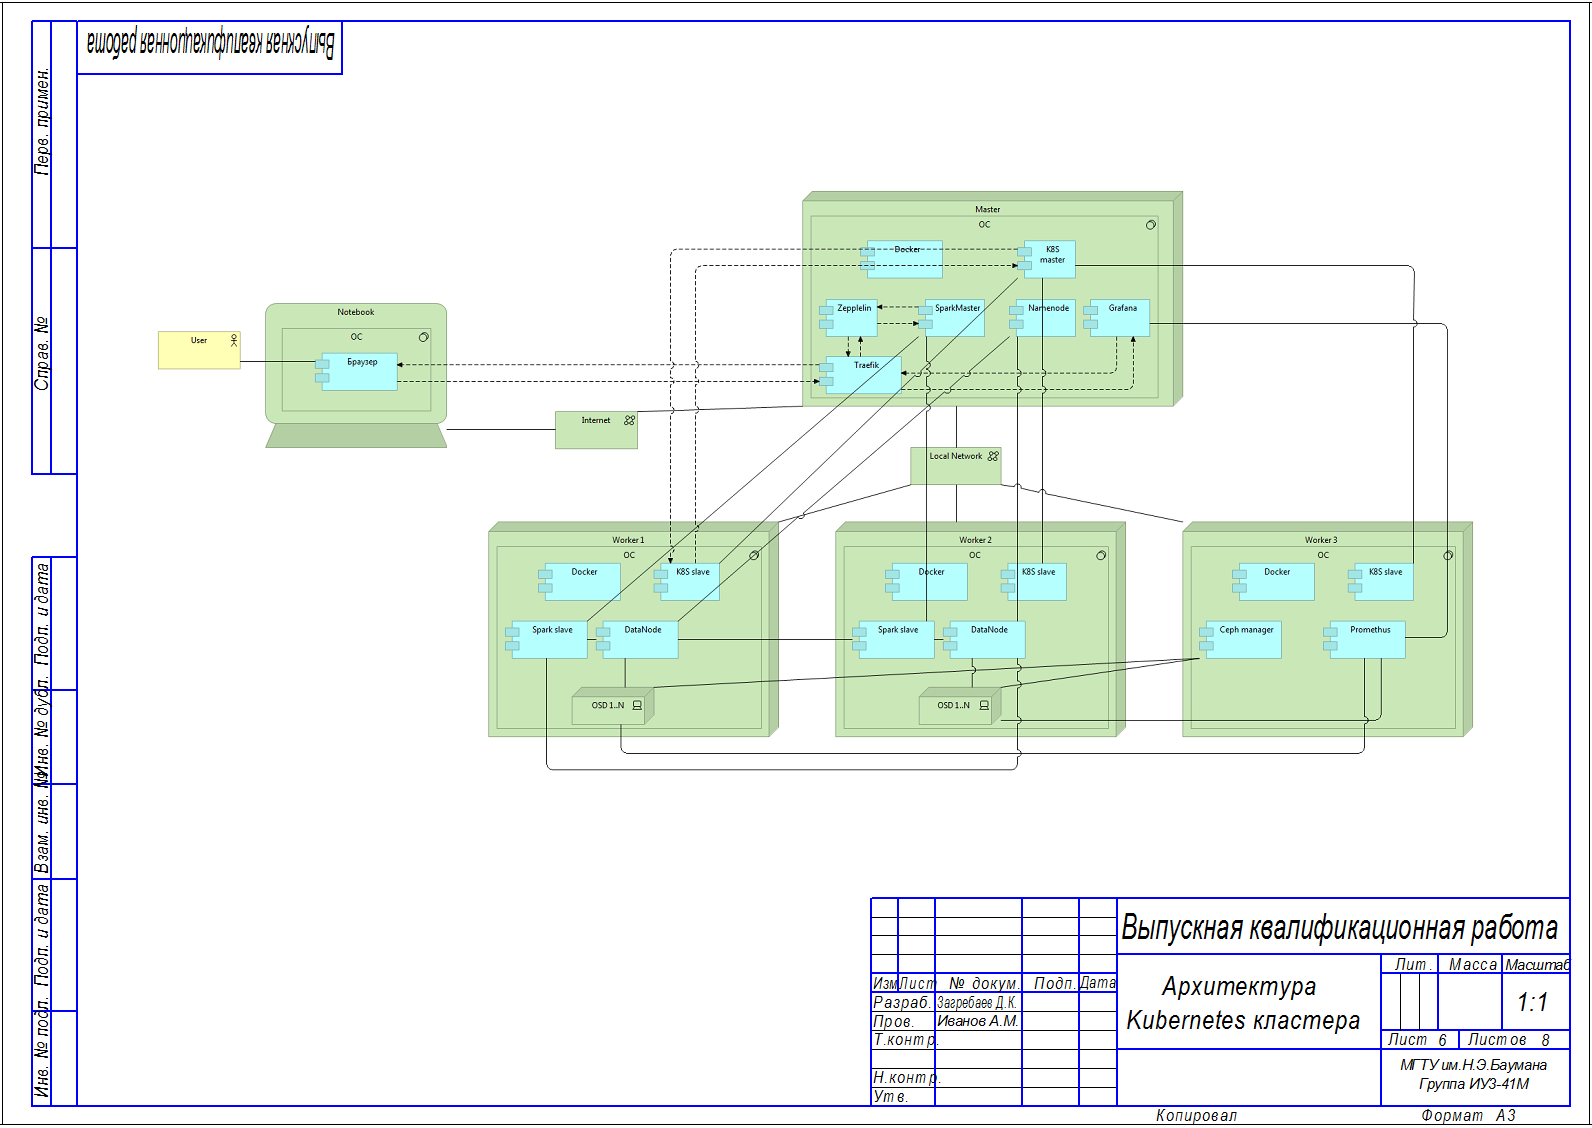 Выпускная квалификационная работа
Перв. примен.
Справ. №
Подп. и дата
Инв. № дубл.
Взам. инв. №
Подп. и дата
Инв. № подл.
User
Notebook
ОС
Браузер
Internet
Master
ОС
Docker
K8S
master
Zepplelin
SparkMaster
Namenode
Grafana
Traefik
Local Network
Worker 1
ОС
Docker
K8S slave
Spark slave
DataNode
OSD 1..N
Worker 2
ОС
Docker
K8S slave
Spark slave
DataNode
OSD 1..N
Worker 3
ОС
Docker
K8S slave
Ceph manager
Promethus
Выпускная квалификационная работа
Изм Лист № докум. Подп. Дата
Разраб. Загребаев Д.К.
Пров. Иванов А.М.
Т.контр.
Н.контр.
Утв.
Архитектура
Kubernetes кластера
Лит. Масса Масштаб
1:1
Лист 6 Листов 8
МГТУ им.Н.Э.Баумана
Группа ИУ3-41М
Копировал Формат А3